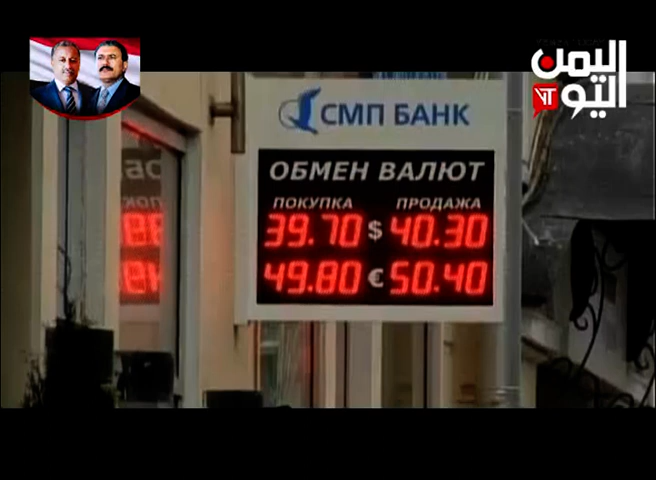 اليمن
اليوم
СМП БАНК
ОБМЕН ВАЛЮТ
ПОКУПКА ПРОДАЖА
39.70 $ 40.30
49.80 € 50.40